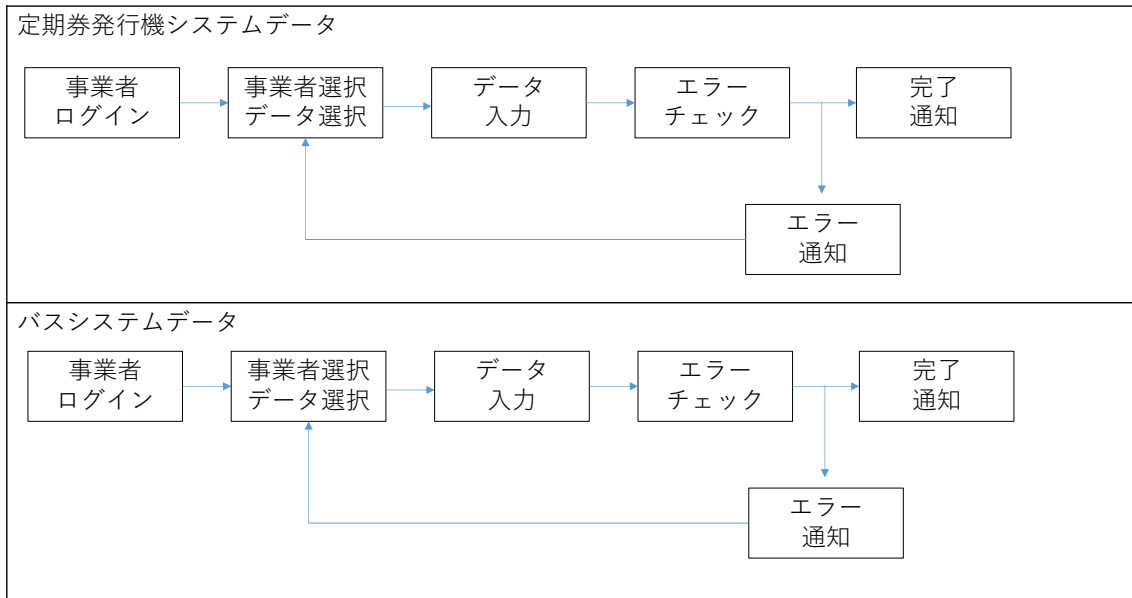 定期券発行機システムデータ
事業者
ログイン
事業者選択
データ選択
データ
入力
エラー
チェック
完了
通知
エラー
通知
バスシステムデータ
事業者
ログイン
事業者選択
データ選択
データ
入力
エラー
チェック
完了
通知
エラー
通知